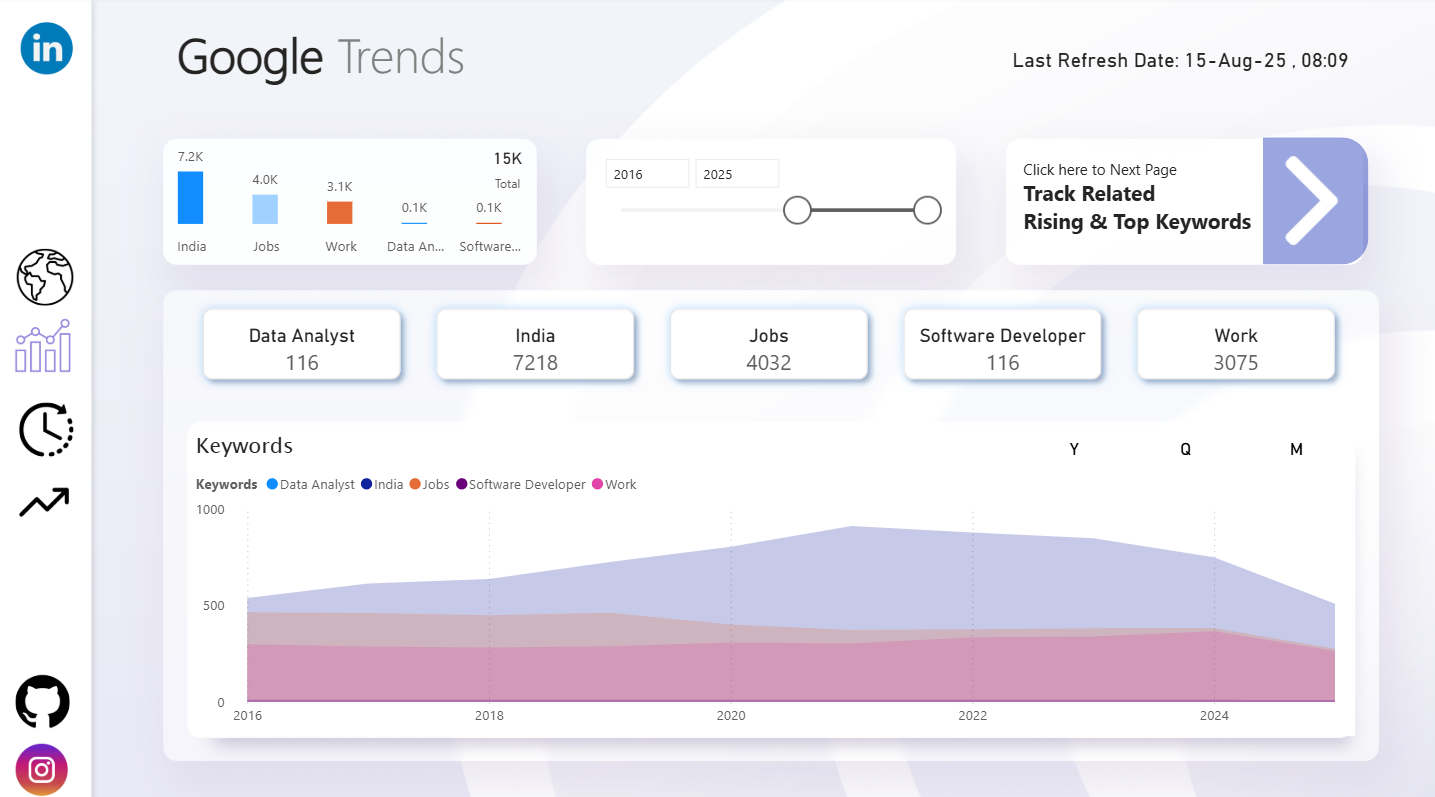 in
Google Trends
Last Refresh Date: 15-Aug-25 , 08:09
7.2K
4.0K
3.1K
0.1K
0.1K
15K
Total
India
Jobs
Work
Data An...
Software...
2016
2025
Click here to Next Page
Track Related
Rising & Top Keywords
Data Analyst
116
India
7218
Jobs
4032
Software Developer
116
Work
3075
Keywords
Y
Q
M
Keywords Data Analyst India Jobs Software Developer Work
1000
500
0
2016
2018
2020
2022
2024